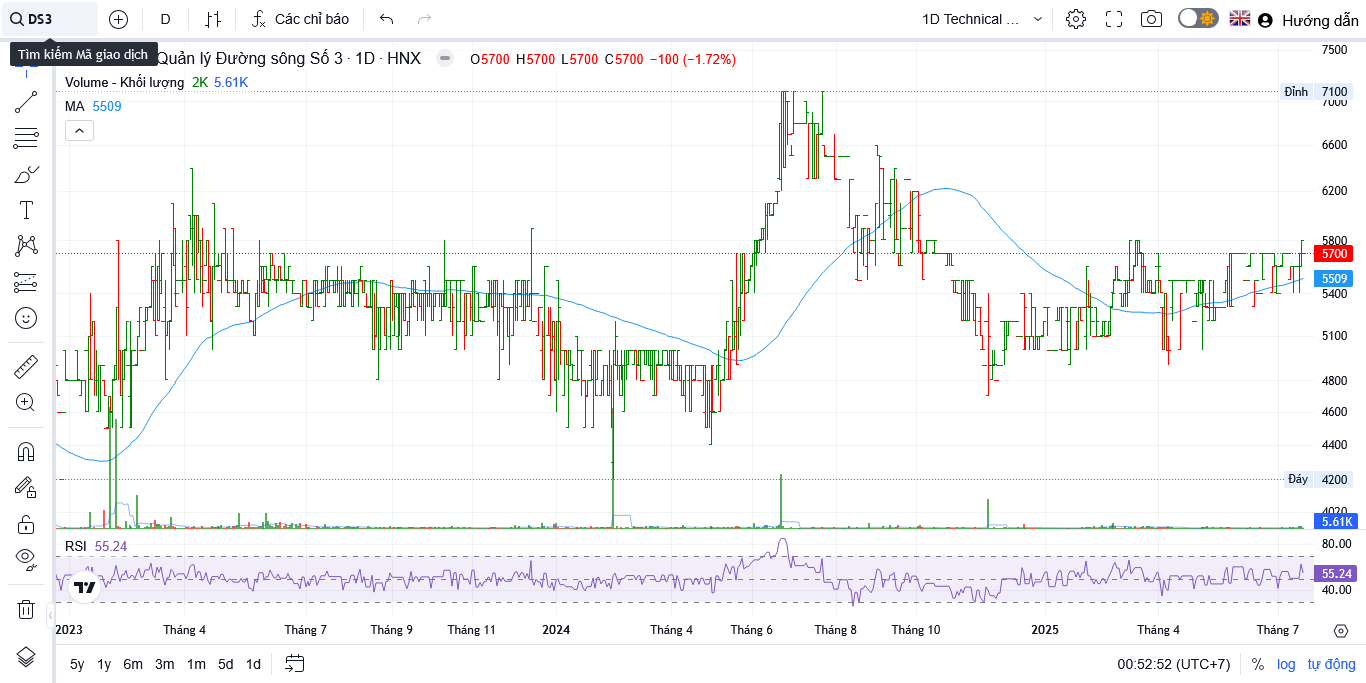 DS3 D Các chỉ báo 1D Technical ... Hướng dẫn
Tìm kiếm Mã giao dịch
Quản lý Đường sông Số 3 · 1D · HNX O5700 H5700 L5700 C5700 −100 (−1.72%)
Volume - Khối lượng 2K 5.61K
MA 5509
7500
Đỉnh 7100
7000
6600
6200
5800
5700
5509
5400
5100
4800
4600
4400
Đáy 4200
4020
5.61K
RSI 55.24
80.00
55.24
40.00
2023 Tháng 4 Tháng 7 Tháng 9 Tháng 11 2024 Tháng 4 Tháng 6 Tháng 8 Tháng 10 2025 Tháng 4 Tháng 7
5y 1y 6m 3m 1m 5d 1d 00:52:52 (UTC+7) % log tự động